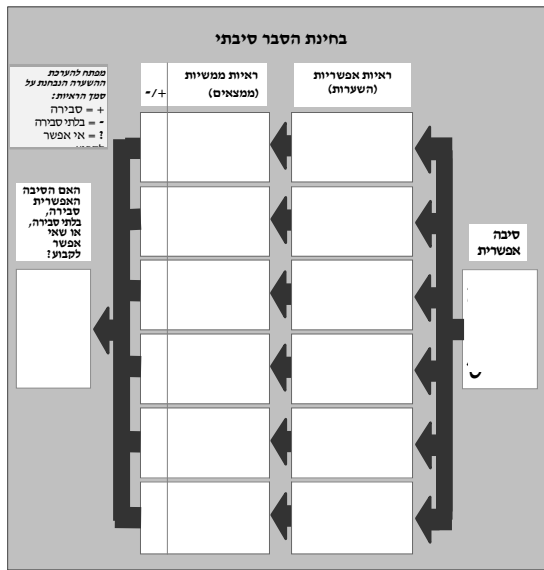 בחינת הסבר סיבתי
ראיות אפשריות
(השערות)
ראיות ממשיות
(ממצאים)
+/-
מפתח להערכת
ההשערה הנבחנת על
סמך הראיות:
+ = סבירה
- = בלתי סבירה
? = אי אפשר
סיבה
אפשרית
האם הסיבה
האפשרית
סבירה,
בלתי סבירה,
או שאי
אפשר
לקבוע?